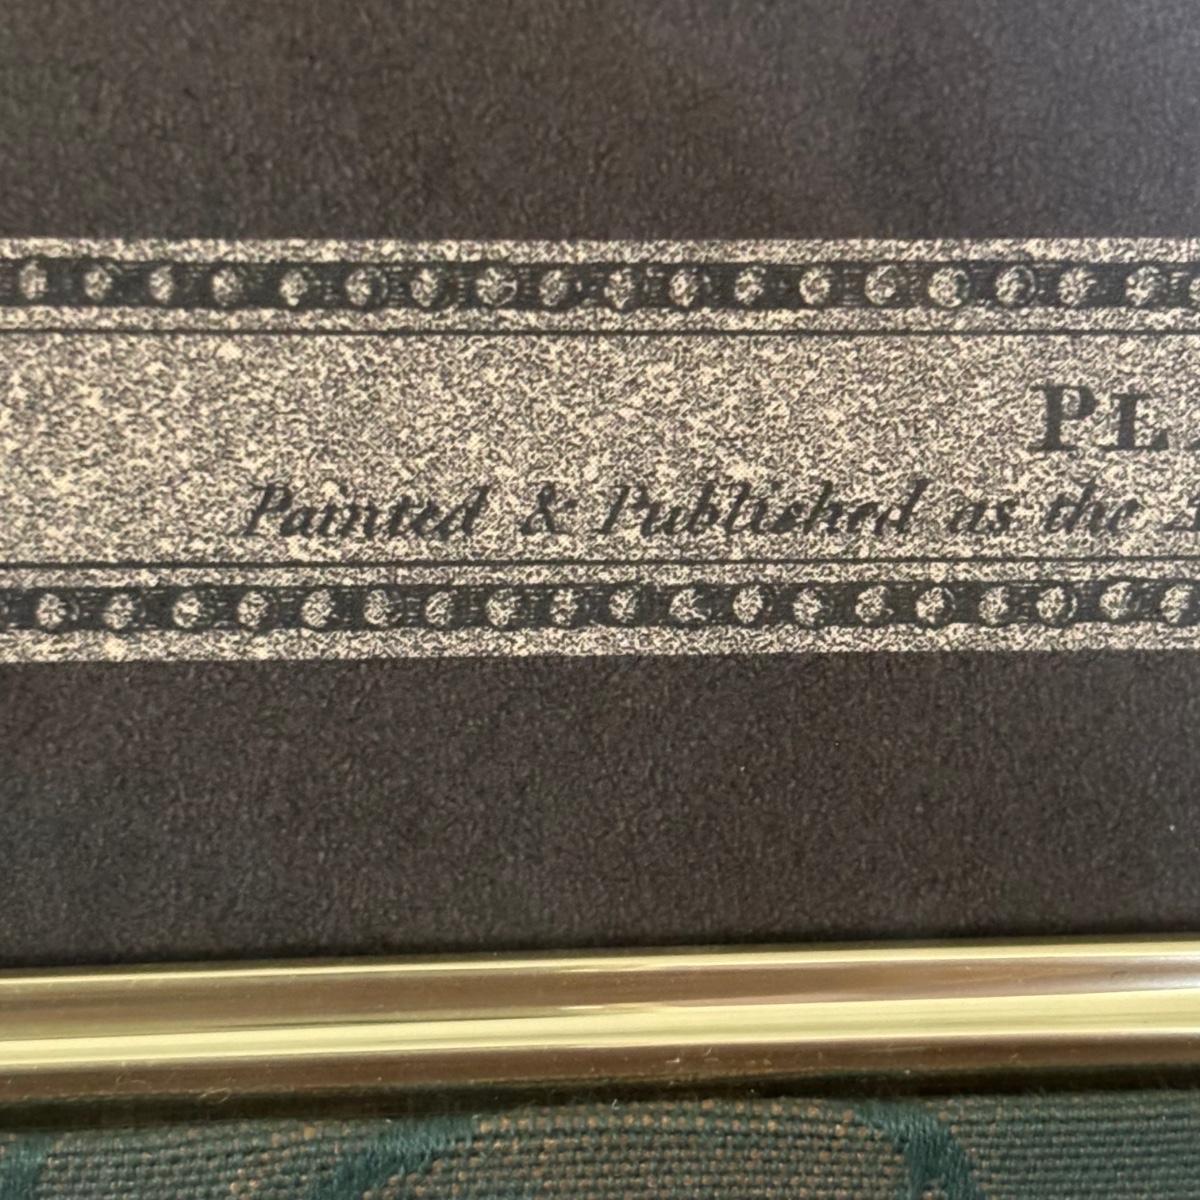 PL
Painted & Published as the